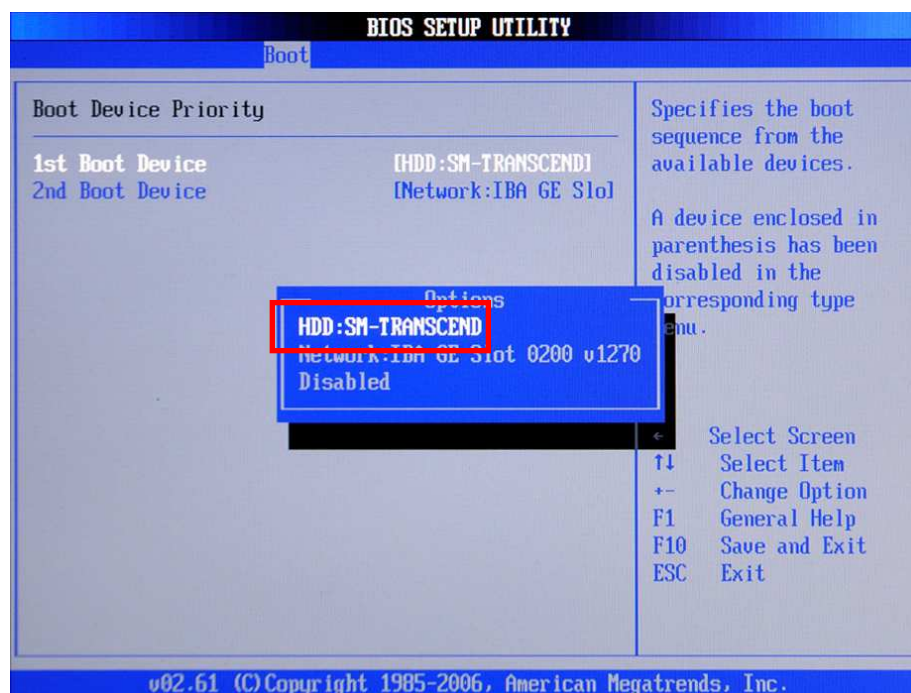 BIOS SETUP UTILITY
Boot
Boot Device Priority
1st Boot Device [HDD:SM-TRANSCEND]
2nd Boot Device [Network:IBA GE Slo]
Options
HDD:SM-TRANSCEND
Network:IBA GE Slot 0200 v1270
Disabled
Specifies the boot
sequence from the
available devices.
A device enclosed in
parenthesis has been
disabled in the
orresponding type
enu.
← Select Screen
↑↓ Select Item
+- Change Option
F1 General Help
F10 Save and Exit
ESC Exit
v02.61 (C)Copyright 1985-2006, American Megatrends, Inc.